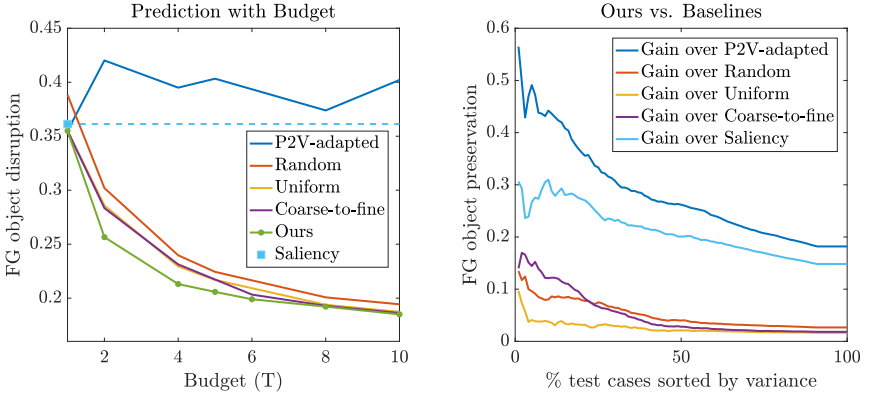 Prediction with Budget
FG object disruption
0.45
0.4
0.35
0.3
0.25
0.2
P2V-adapted
Random
Uniform
Coarse-to-fine
Ours
Saliency
2
4
6
8
10
Budget (T)
Ours vs. Baselines
FG object preservation
0.6
0.5
0.4
0.3
0.2
0.1
0
Gain over P2V-adapted
Gain over Random
Gain over Uniform
Gain over Coarse-to-fine
Gain over Saliency
0
50
100
% test cases sorted by variance